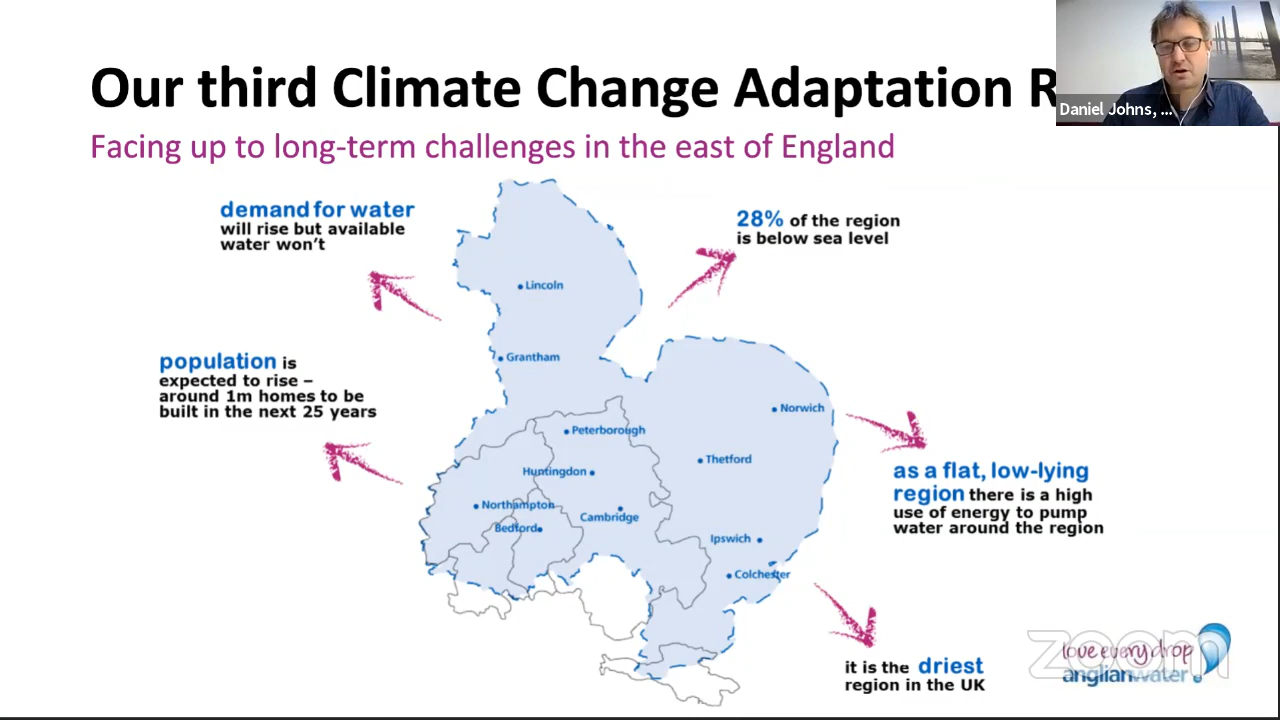 Our third Climate Change Adaptation R
Daniel Johns, ...
Facing up to long-term challenges in the east of England
demand for water
will rise but available
water won't
28% of the region
is below sea level
Lincoln
Grantham
population is
expected to rise –
around 1m homes to be
built in the next 25 years
Norwich
Peterborough
Thetford
Huntingdon
as a flat, low-lying
region there is a high
use of energy to pump
water around the region
Northampton
Cambridge
Bedford
Ipswich
Colchester
it is the driest
region in the UK
zoom
love every drop
anglianwater